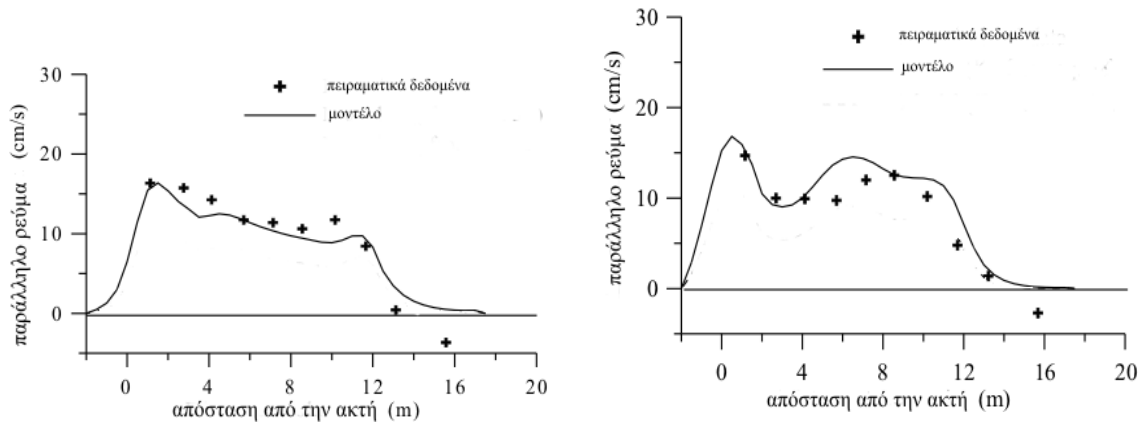 30
20
10
0
παράλληλο ρεύμα (cm/s)
πειραματικά δεδομένα
μοντέλο
0 4 8 12 16 20
απόσταση από την ακτή (m)
30
20
10
0
παράλληλο ρεύμα (cm/s)
πειραματικά δεδομένα
μοντέλο
0 4 8 12 16 20
απόσταση από την ακτή (m)